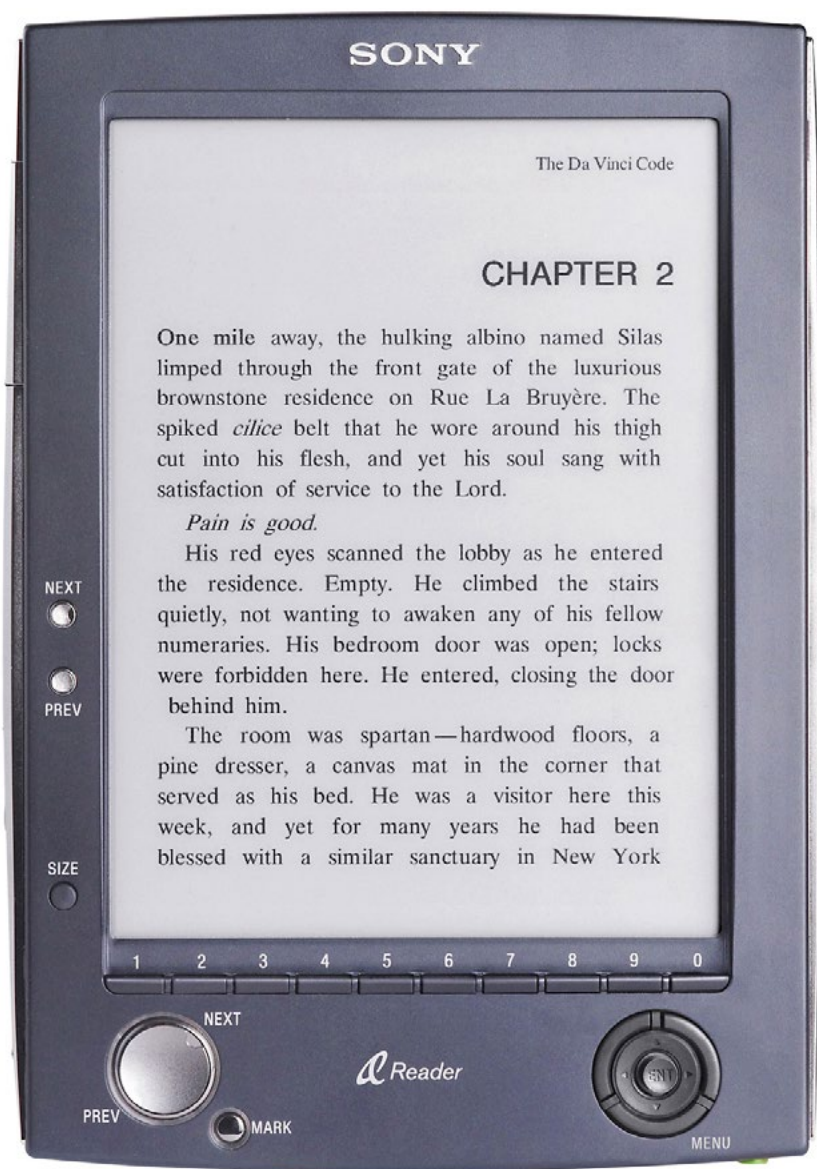 SONY
The Da Vinci Code
CHAPTER 2
One mile away, the hulking albino named Silas
limped through the front gate of the luxurious
brownstone residence on Rue La Bruyère. The
spiked cilice belt that he wore around his thigh
cut into his flesh, and yet his soul sang with
satisfaction of service to the Lord.
Pain is good.
His red eyes scanned the lobby as he entered
the residence. Empty. He climbed the stairs
quietly, not wanting to awaken any of his fellow
numeraries. His bedroom door was open; locks
were forbidden here. He entered, closing the door
behind him.
The room was spartan—hardwood floors, a
pine dresser, a canvas mat in the corner that
served as his bed. He was a visitor here this
week, and yet for many years he had been
blessed with a similar sanctuary in New York
NEXT
PREV
SIZE
1 2 3 4 5 6 7 8 9 0
NEXT
PREV
MARK
Reader
ENT
MENU